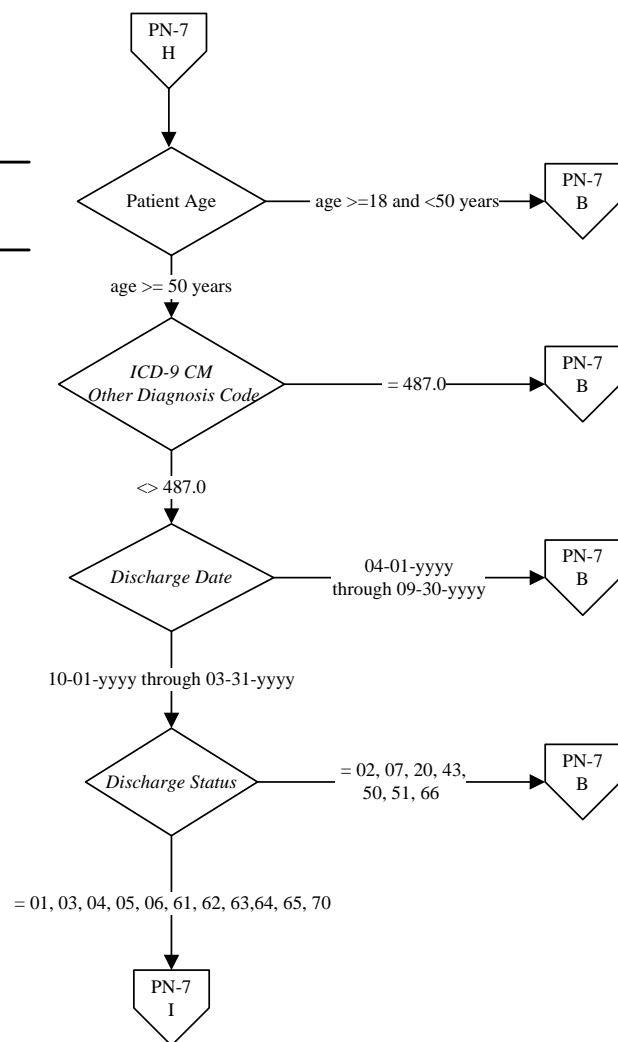 PN-7
H
Patient Age
age >=18 and <50 years
PN-7
B
age >= 50 years
ICD-9 CM
Other Diagnosis Code
= 487.0
PN-7
B
<> 487.0
Discharge Date
04-01-yyyy
through 09-30-yyyy
PN-7
B
10-01-yyyy through 03-31-yyyy
Discharge Status
= 02, 07, 20, 43,
50, 51, 66
PN-7
B
= 01, 03, 04, 05, 06, 61, 62, 63,64, 65, 70
PN-7
I